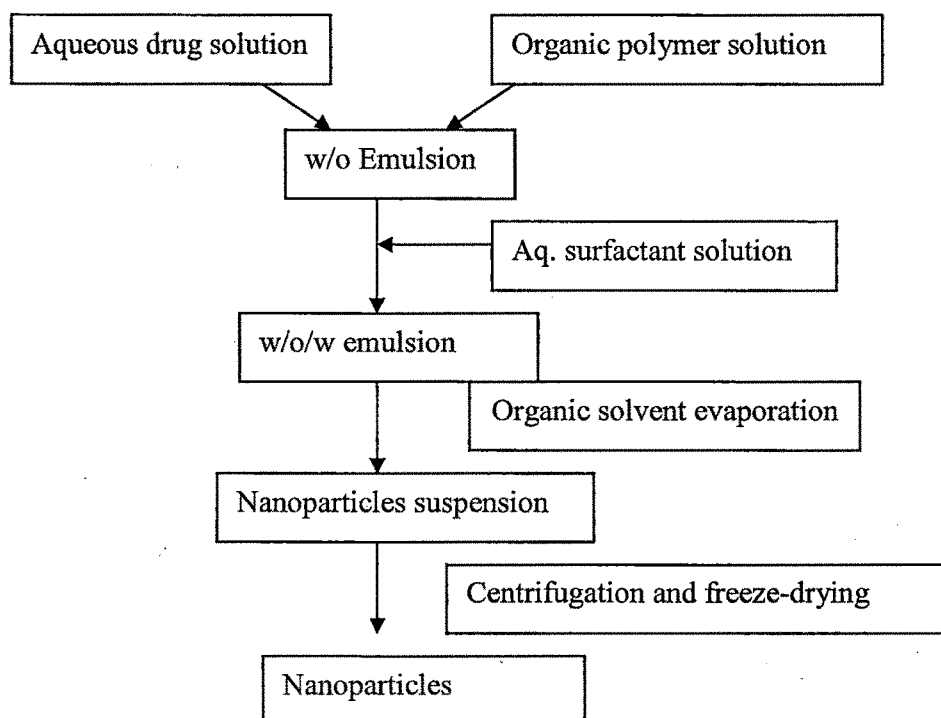 Aqueous drug solution
Organic polymer solution
w/o Emulsion
Aq. surfactant solution
w/o/w emulsion
Organic solvent evaporation
Nanoparticles suspension
Centrifugation and freeze-drying
Nanoparticles